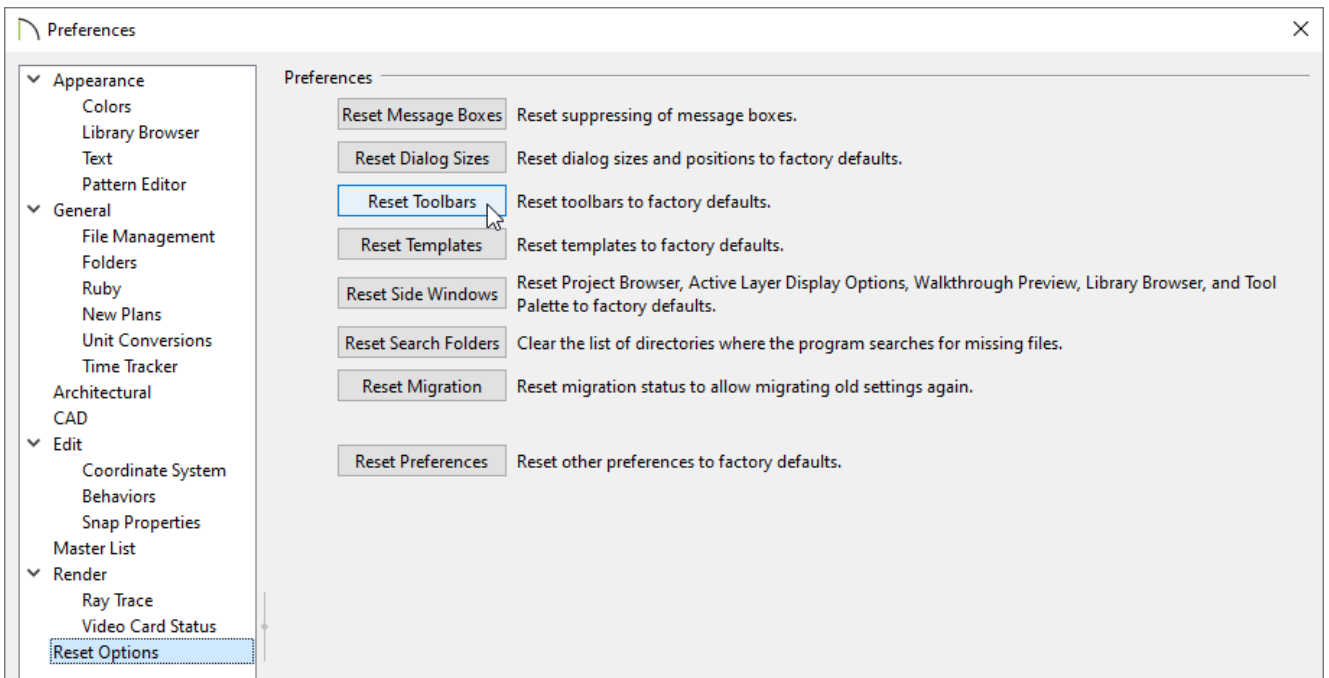 Preferences
Appearance
Colors
Library Browser
Text
Pattern Editor
General
File Management
Folders
Ruby
New Plans
Unit Conversions
Time Tracker
Architectural
CAD
Edit
Coordinate System
Behaviors
Snap Properties
Master List
Render
Ray Trace
Video Card Status
Reset Options
Preferences
Reset Message Boxes Reset suppressing of message boxes.
Reset Dialog Sizes Reset dialog sizes and positions to factory defaults.
Reset Toolbars Reset toolbars to factory defaults.
Reset Templates Reset templates to factory defaults.
Reset Side Windows Reset Project Browser, Active Layer Display Options, Walkthrough Preview, Library Browser, and Tool
Palette to factory defaults.
Reset Search Folders Clear the list of directories where the program searches for missing files.
Reset Migration Reset migration status to allow migrating old settings again.
Reset Preferences Reset other preferences to factory defaults.